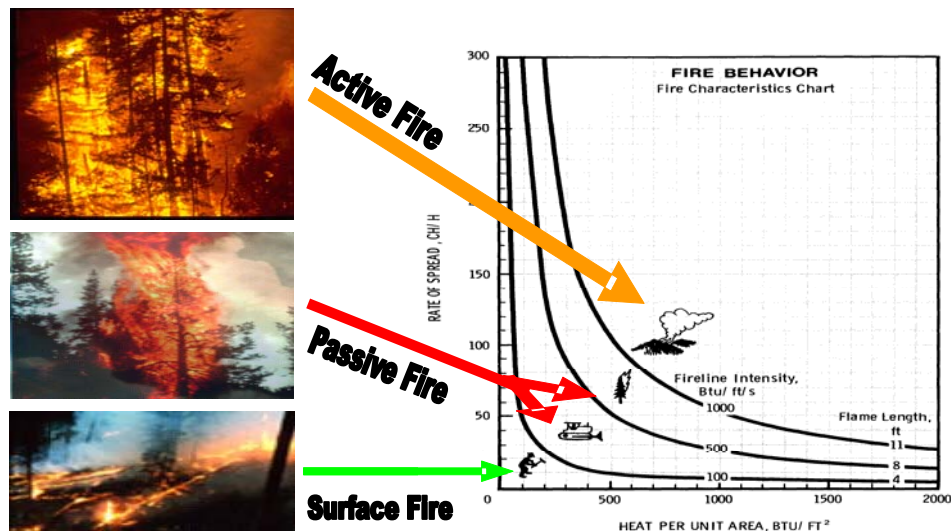 Active Fire
Passive Fire
Surface Fire
FIRE BEHAVIOR
Fire Characteristics Chart
300
250
150
100
50
0
RATE OF SPREAD, CH/H
Fireline Intensity,
Btu/ft/s
1000
500
100
Flame Length,
ft
11
8
4
500
1000
1500
2000
HEAT PER UNIT AREA, BTU/FT²